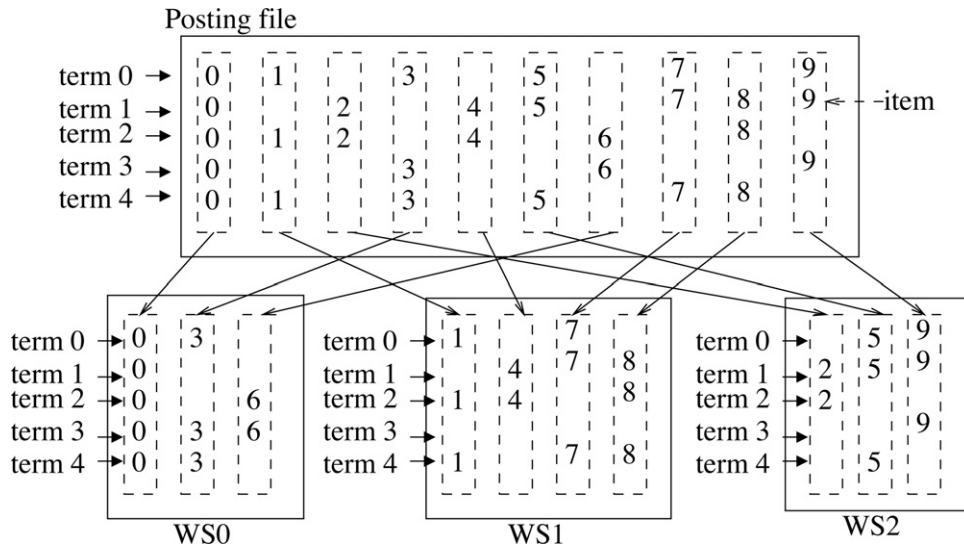 Posting file
term 0 0 1 3 5 7 9
term 1 0 2 4 5 7 8 9 item
term 2 0 1 2 4 6 8
term 3 0 3 6 9
term 4 0 1 3 5 7 8
term 0 0 3
term 1 0
term 2 0 6
term 3 0 3 6
term 4 0 3
WS0
term 0 1 7
term 1 4 7 8
term 2 1 4 8
term 3
term 4 1 7 8
WS1
term 0 5 9
term 1 2 5 9
term 2 2
term 3 9
term 4 5
WS2